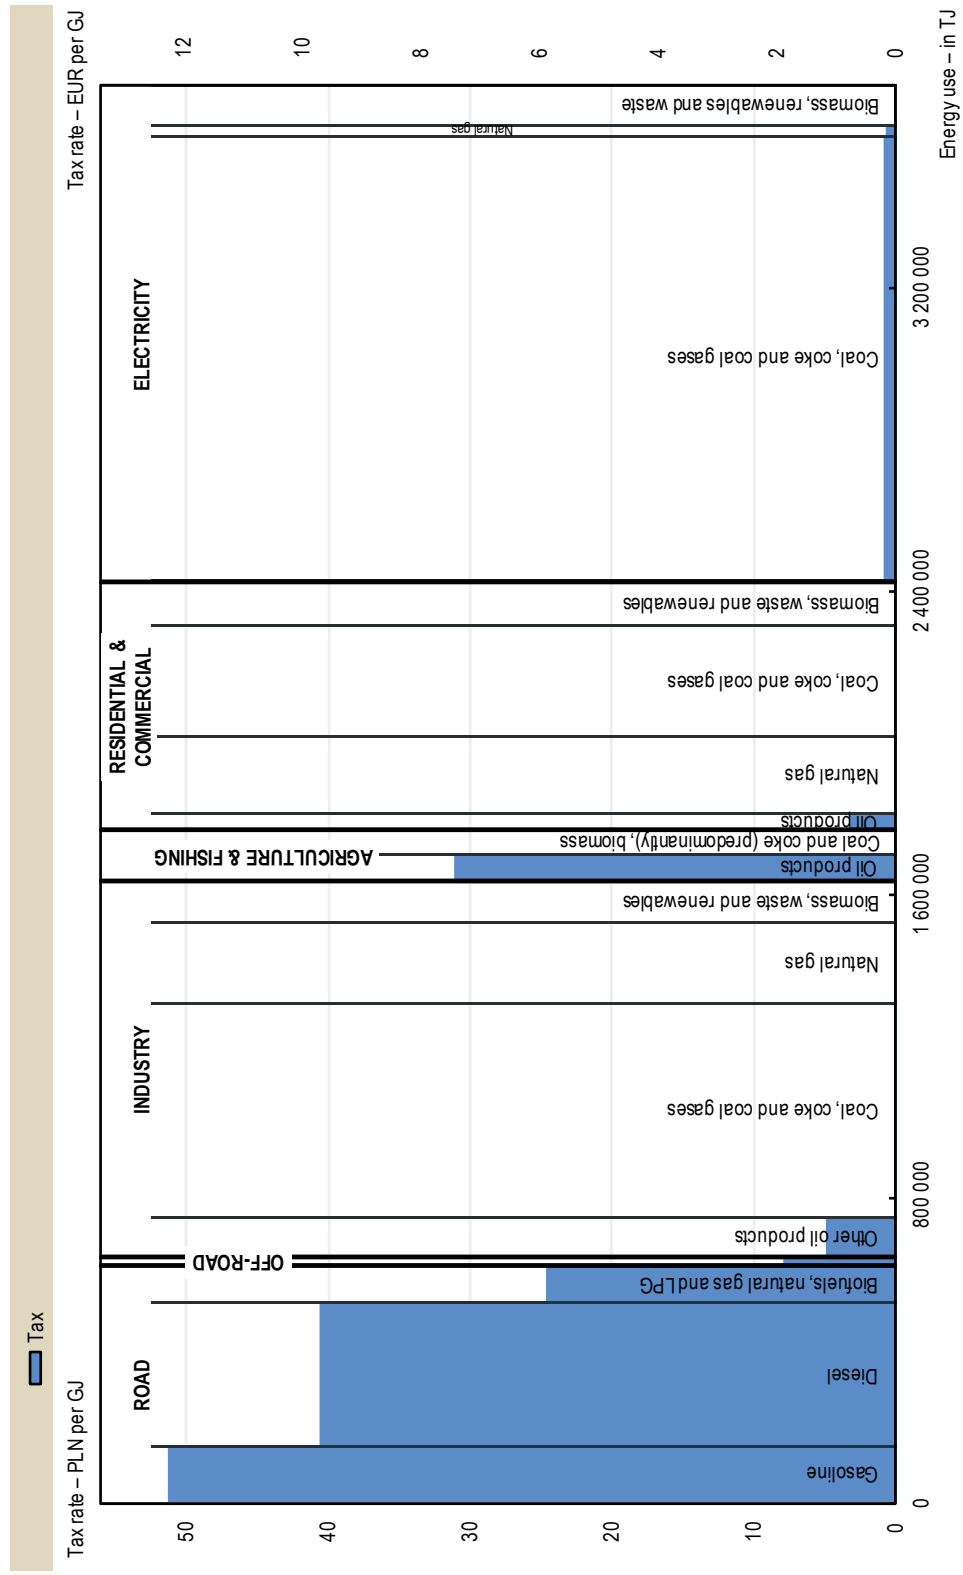 Tax
Tax rate – PLN per GJ
Tax rate – EUR per GJ
ROAD
OFF-ROAD
INDUSTRY
AGRICULTURE & FISHING
RESIDENTIAL &
COMMERCIAL
ELECTRICITY
50
40
30
20
10
0
12
10
8
6
4
2
0
Gasoline
Diesel
Biofuels, natural gas and LPG
Other oil products
Coal, coke and coal gases
Natural gas
Biomass, waste and renewables
Oil products
Coal and coke (predominantly), biomass
Oil products
Natural gas
Coal, coke and coal gases
Biomass, waste and renewables
Coal, coke and coal gases
Natural gas
Biomass, renewables and waste
0
800 000
1 600 000
2 400 000
3 200 000
Energy use – in TJ